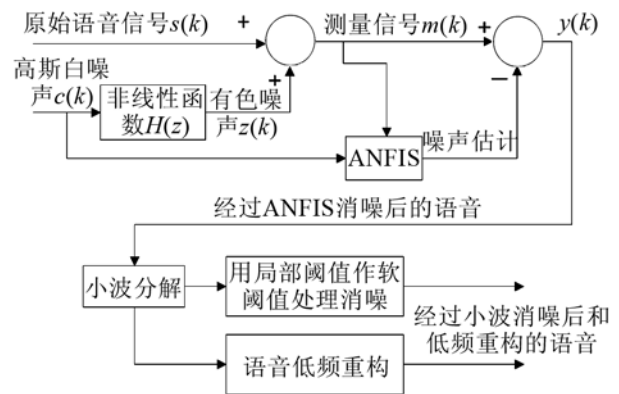 原始语音信号s(k)
+
测量信号m(k)
+
y(k)
高斯白噪
声c(k)
非线性函
数H(z)
有色噪
声z(k)
+
−
ANFIS
噪声估计
经过ANFIS消噪后的语音
小波分解
用局部阈值作软
阈值处理消噪
经过小波消噪后和
低频重构的语音
语音低频重构